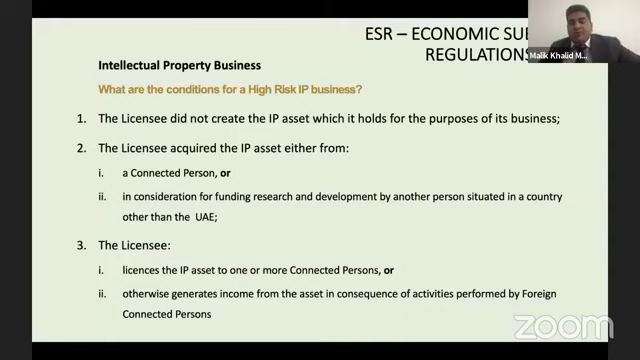 ESR – ECONOMIC SU
REGULATIONS
Malik Khalid M...
Intellectual Property Business
What are the conditions for a High Risk IP business?
1. The Licensee did not create the IP asset which it holds for the purposes of its business;
2. The Licensee acquired the IP asset either from:
i. a Connected Person, or
ii. in consideration for funding research and development by another person situated in a country
other than the UAE;
3. The Licensee:
i. licences the IP asset to one or more Connected Persons, or
ii. otherwise generates income from the asset in consequence of activities performed by Foreign
Connected Persons
zoom